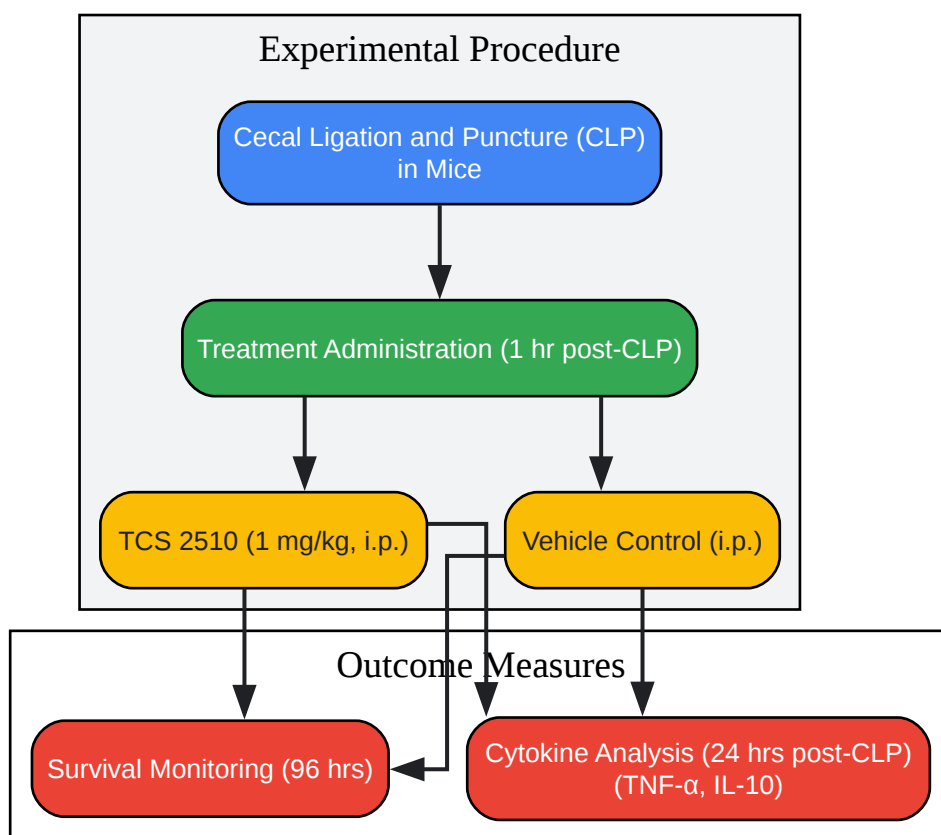 Experimental Procedure
Cecal Ligation and Puncture (CLP)
in Mice
Treatment Administration (1 hr post-CLP)
TCS 2510 (1 mg/kg, i.p.)
Vehicle Control (i.p.)
Outcome Measures
Survival Monitoring (96 hrs)
Cytokine Analysis (24 hrs post-CLP)
(TNF-α, IL-10)